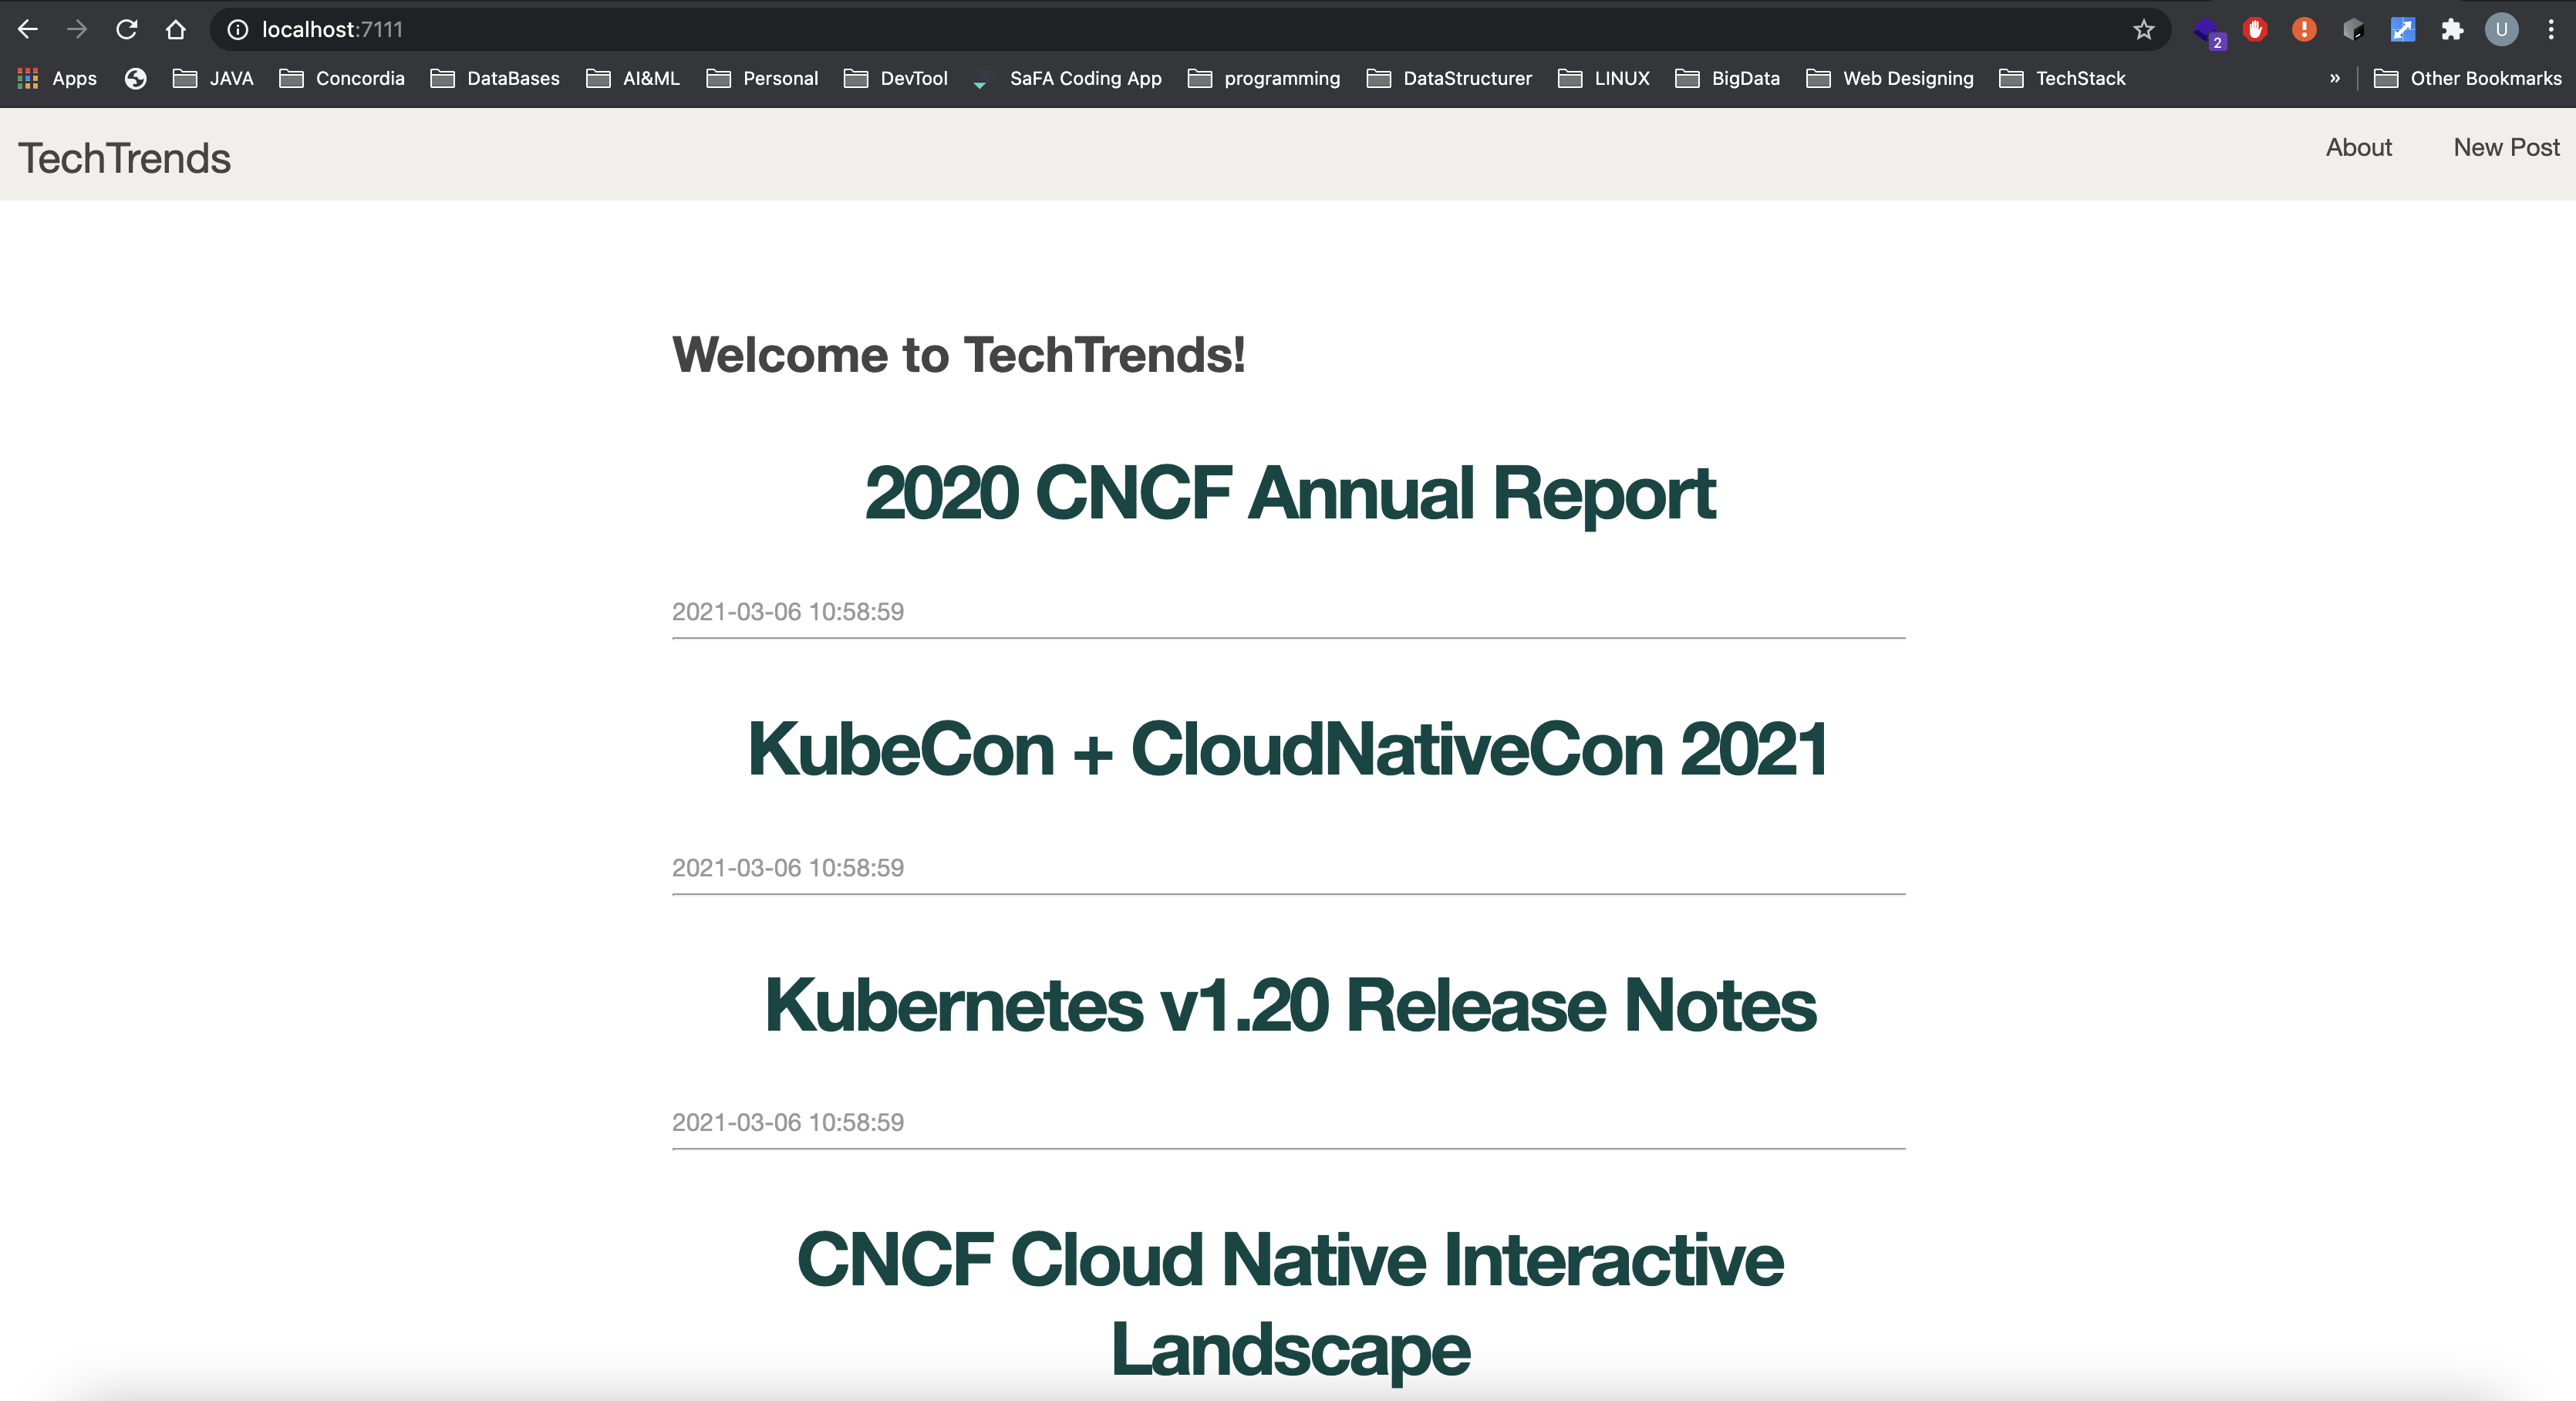 localhost:7111
2
U
Apps JAVA Concordia DataBases AI&ML Personal DevTool SaFA Coding App programming DataStructurer LINUX BigData Web Designing TechStack » Other Bookmarks
TechTrends About New Post
Welcome to TechTrends!
2020 CNCF Annual Report
2021-03-06 10:58:59
KubeCon + CloudNativeCon 2021
2021-03-06 10:58:59
Kubernetes v1.20 Release Notes
2021-03-06 10:58:59
CNCF Cloud Native Interactive
Landscape